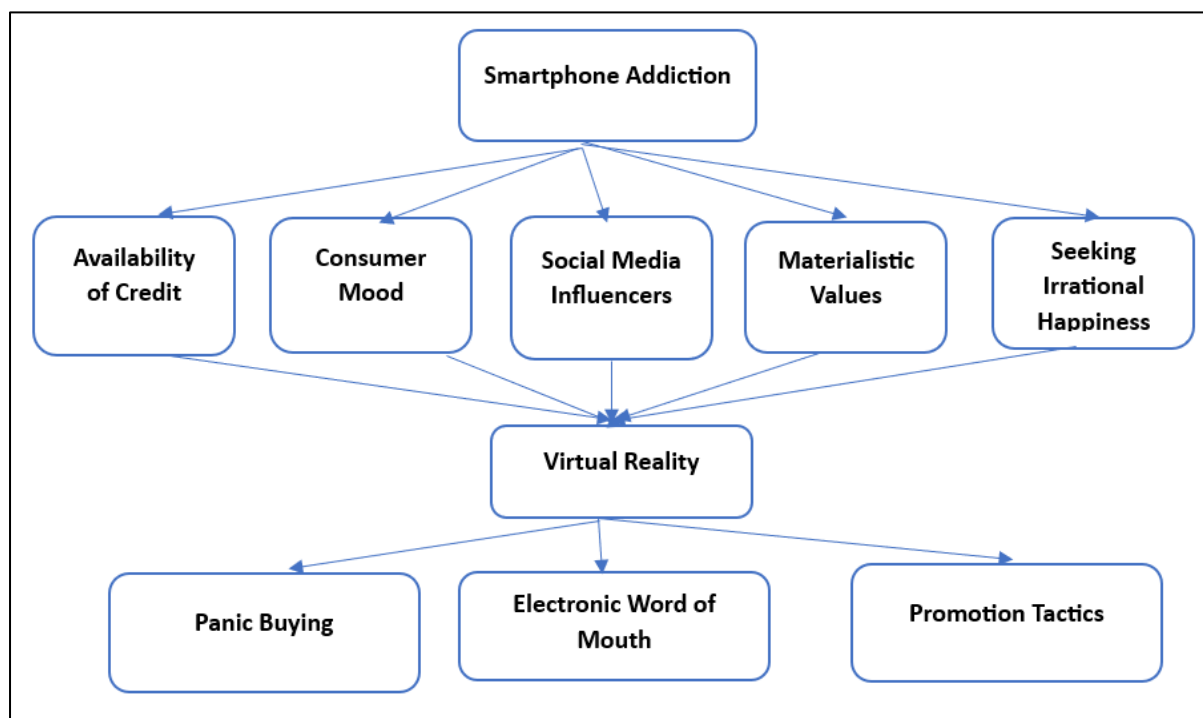 Smartphone Addiction
Availability
of Credit
Consumer
Mood
Social Media
Influencers
Materialistic
Values
Seeking
Irrational
Happiness
Virtual Reality
Panic Buying
Electronic Word of
Mouth
Promotion Tactics